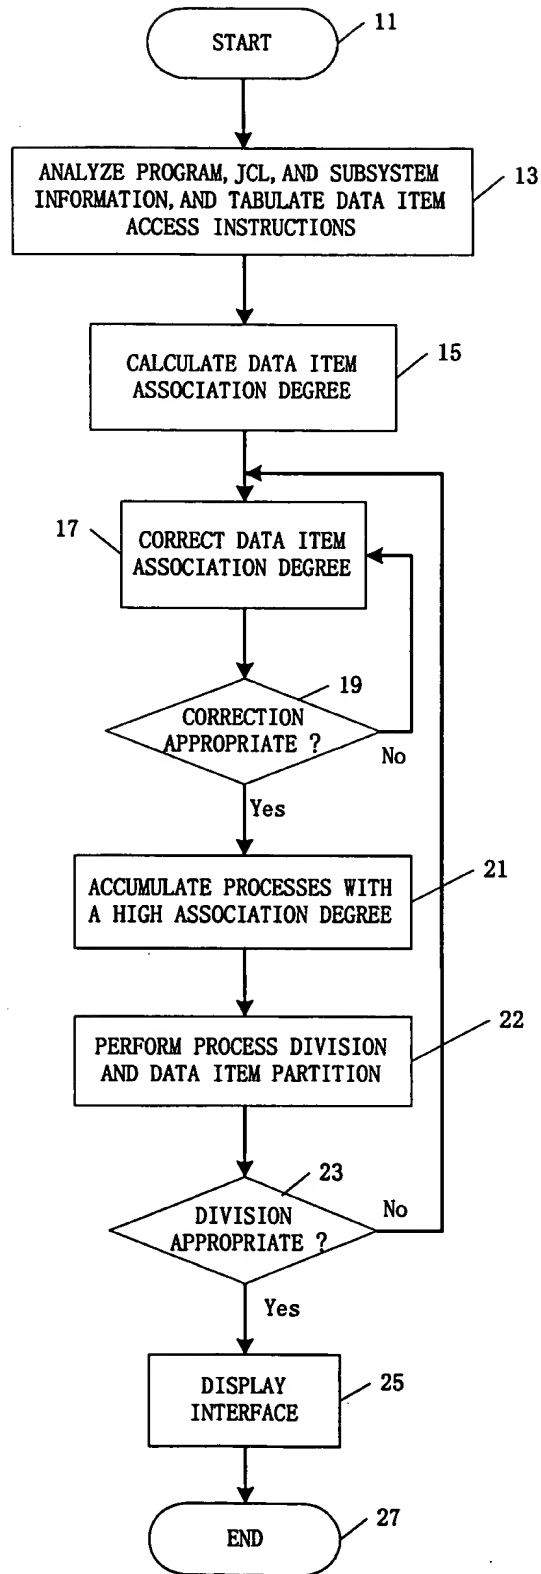 START
11
ANALYZE PROGRAM, JCL, AND SUBSYSTEM
INFORMATION, AND TABULATE DATA ITEM
ACCESS INSTRUCTIONS
13
CALCULATE DATA ITEM
ASSOCIATION DEGREE
15
17
CORRECT DATA ITEM
ASSOCIATION DEGREE
19
CORRECTION
APPROPRIATE ?
No
Yes
ACCUMULATE PROCESSES WITH
A HIGH ASSOCIATION DEGREE
21
PERFORM PROCESS DIVISION
AND DATA ITEM PARTITION
22
23
DIVISION
APPROPRIATE ?
No
Yes
DISPLAY
INTERFACE
25
END
27